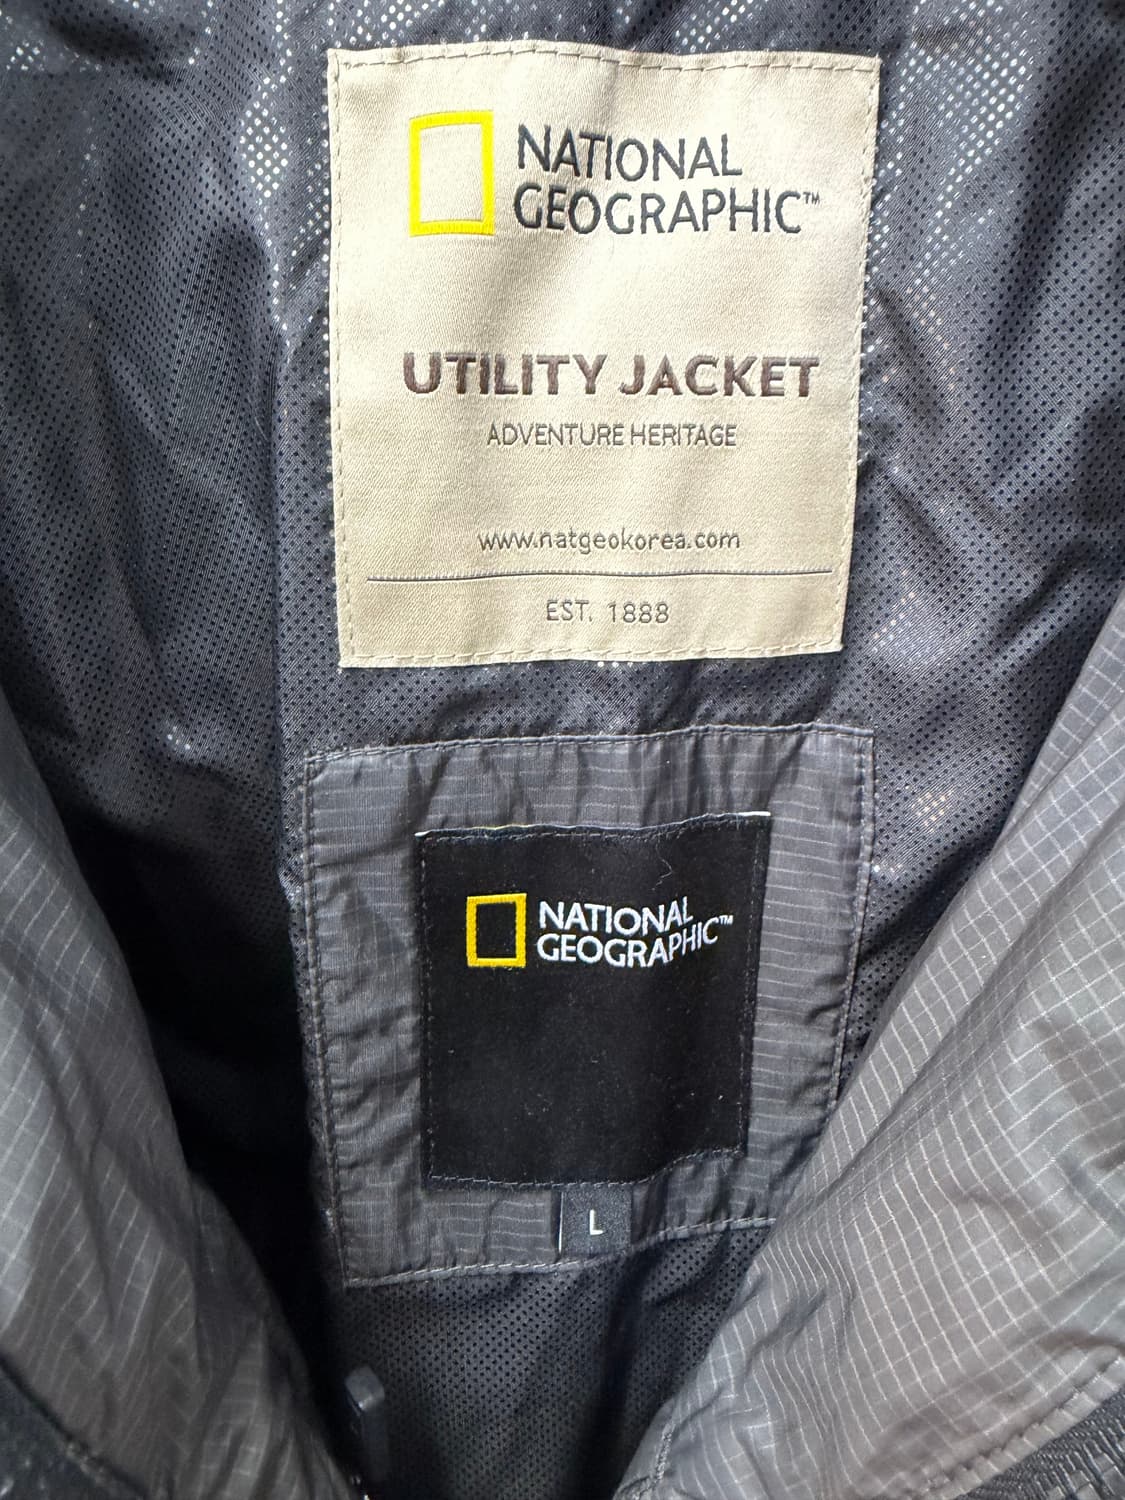 NATIONAL
GEOGRAPHIC™
UTILITY JACKET
ADVENTURE HERITAGE
www.natgeokorea.com
EST. 1888
NATIONAL
GEOGRAPHIC™
L